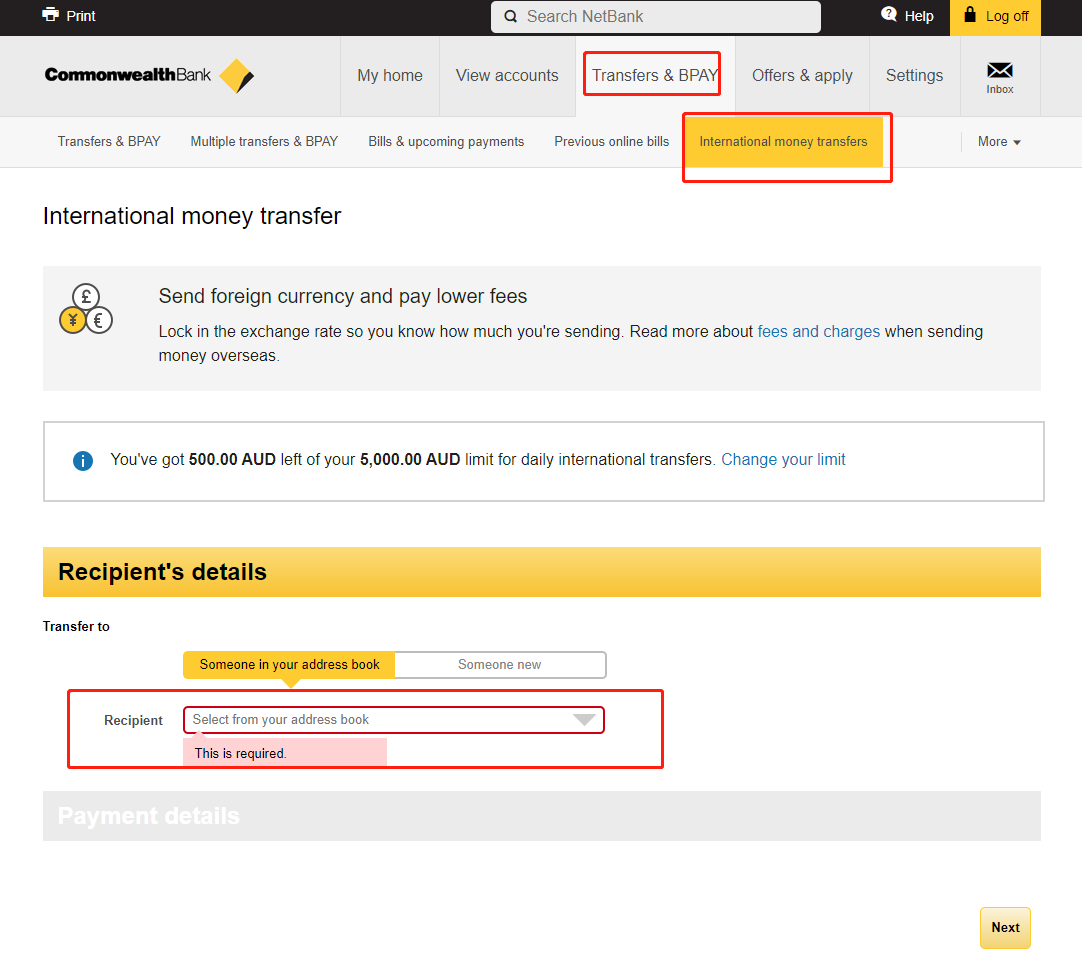 Print
Search NetBank
Help
Log off
CommonwealthBank
My home
View accounts
Transfers & BPAY
Offers & apply
Settings
Inbox
Transfers & BPAY
Multiple transfers & BPAY
Bills & upcoming payments
Previous online bills
International money transfers
More
International money transfer
Send foreign currency and pay lower fees
Lock in the exchange rate so you know how much you're sending. Read more about fees and charges when sending
money overseas.
You've got 500.00 AUD left of your 5,000.00 AUD limit for daily international transfers. Change your limit
Recipient's details
Transfer to
Someone in your address book
Someone new
Recipient
Select from your address book
This is required.
Payment details
Next